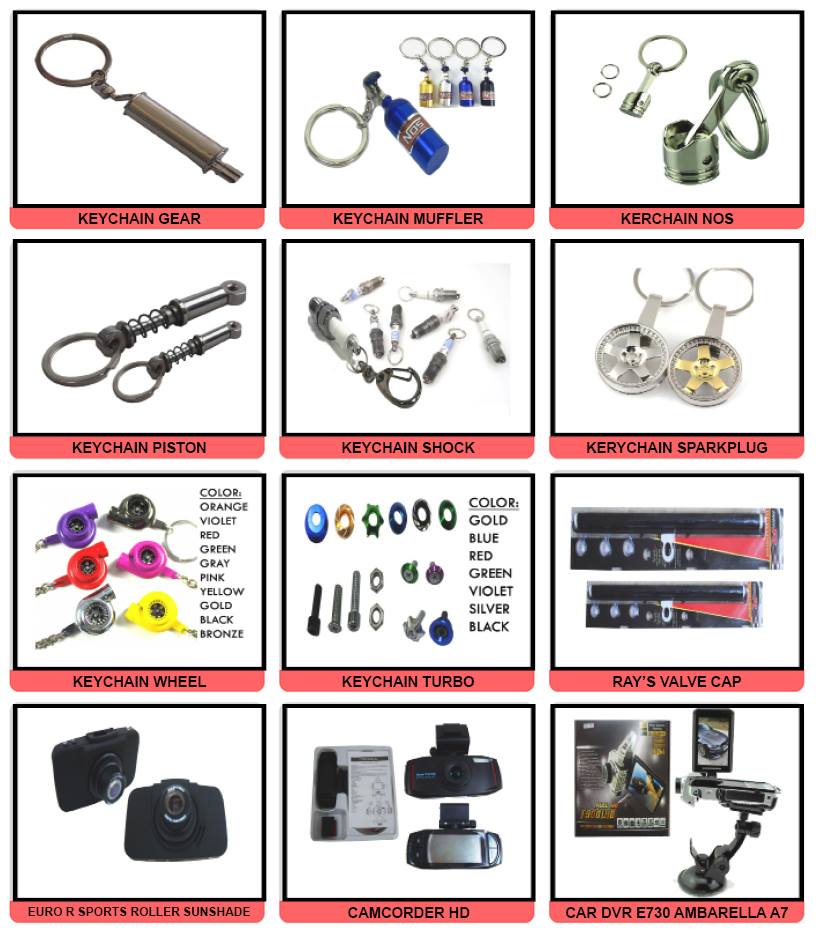 KEYCHAIN GEAR
NOS
KEYCHAIN MUFFLER
KERCHAIN NOS
KEYCHAIN PISTON
KEYCHAIN SHOCK
KERYCHAIN SPARKPLUG
COLOR:
ORANGE
VIOLET
RED
GREEN
GRAY
PINK
YELLOW
GOLD
BLACK
BRONZE
KEYCHAIN WHEEL
COLOR:
GOLD
BLUE
RED
GREEN
VIOLET
SILVER
BLACK
KEYCHAIN TURBO
RAY'S VALVE CAP
EURO R SPORTS ROLLER SUNSHADE
CAMCORDER HD
CAR DVR E730 AMBARELLA A7